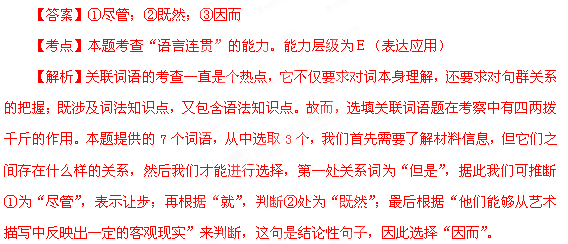 【答案】①尽管；②既然；③因而
【考点】本题考查“语言连贯”的能力。能力层级为 E（表达应用）
【解析】关联词语的考查一直是个热点，它不仅要求对词本身理解，还要求对句群关系
的把握；既涉及词法知识点，又包含语法知识点。故而，选填关联词语题在考察中有四两拨
千斤的作用。本题提供的 7 个词语，从中选取 3 个，我们首先需要了解材料信息，但它们之
间存在什么样的关系，然后我们才能进行选择，第一处关系词为“但是”，据此我们可推断
①为“尽管”，表示让步；再根据“就”，判断②处为“既然”；最后根据“他们能够从艺术
描写中反映出一定的客观现实”来判断，这句是结论性句子，因此选择“因而”。